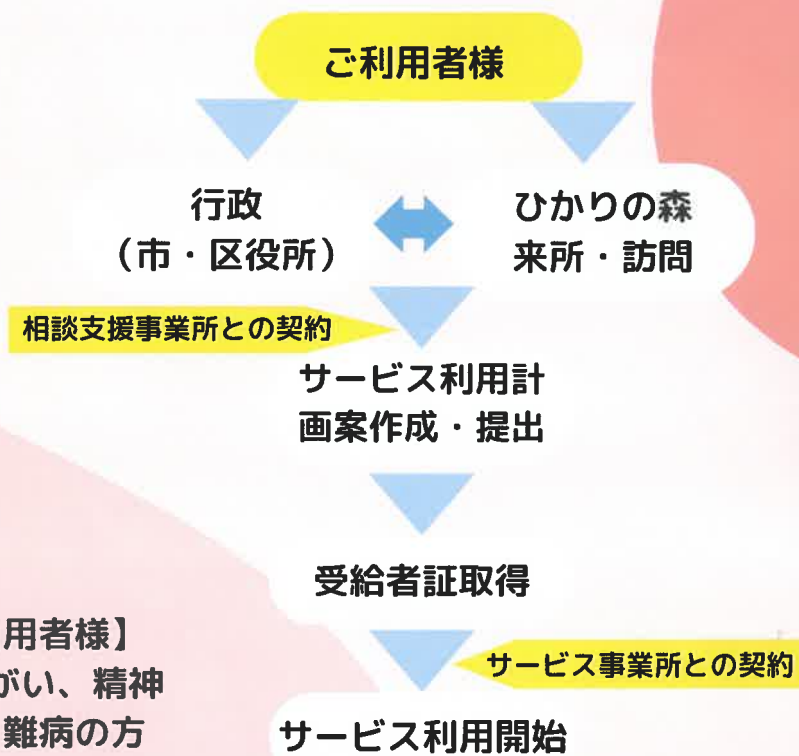 ご利用者様
行政
（市・区役所）
ひかりの森
来所・訪問
相談支援事業所との契約
サービス利用計
画案作成・提出
受給者証取得
サービス事業所との契約
サービス利用開始
用者様】
がい、精神
難病の方